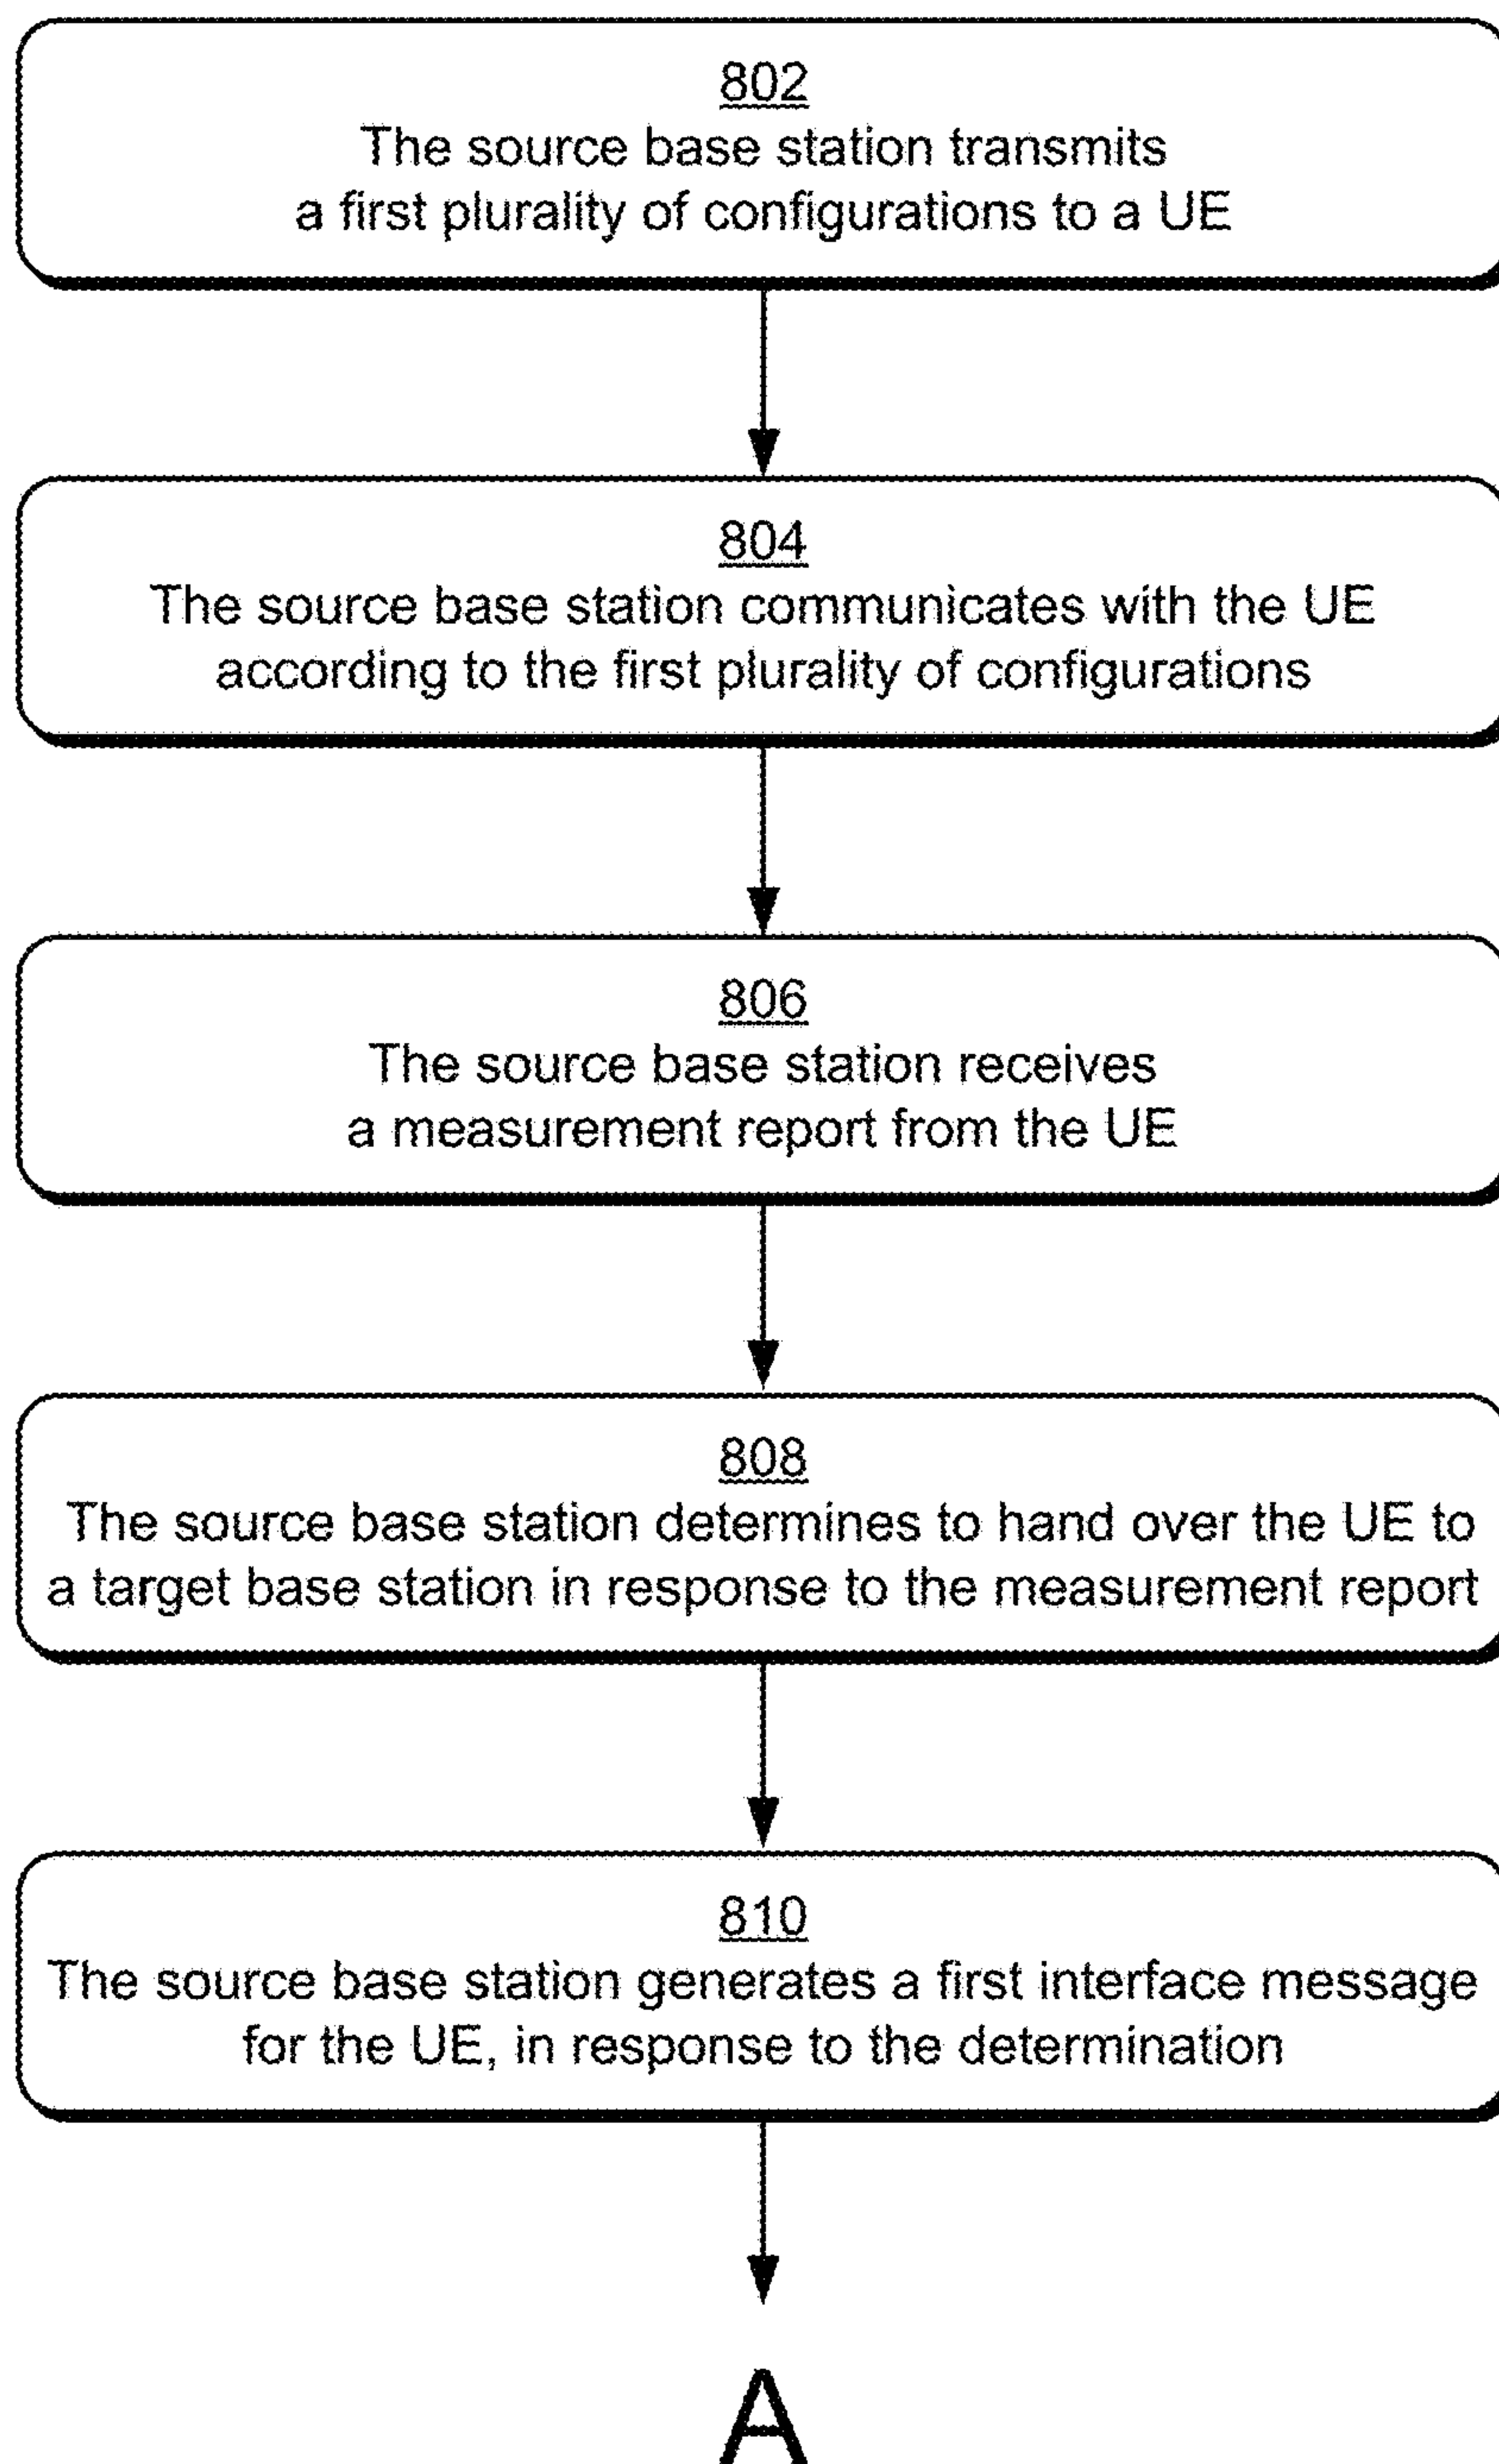 802
The source base station transmits
a first plurality of configurations to a UE
804
The source base station communicates with the UE
according to the first plurality of configurations
806
The source base station receives
a measurement report from the UE
808
The source base station determines to hand over the UE to
a target base station in response to the measurement report
810
The source base station generates a first interface message
for the UE, in response to the determination
A